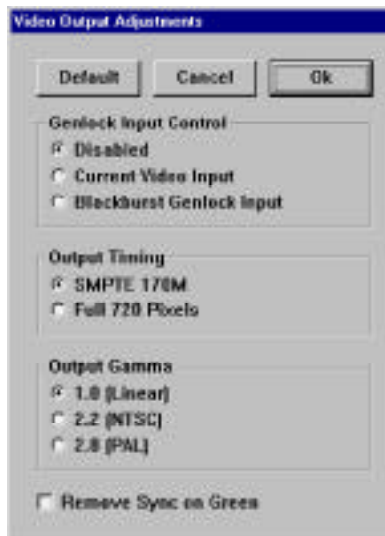 Video Output Adjustments
Default Cancel Ok
Genlock Input Control
Disabled
Current Video Input
Blackburst Genlock Input
Output Timing
SMPTE 170M
Full 720 Pixels
Output Gamma
1.0 (Linear)
2.2 (NTSC)
2.8 (PAL)
Remove Sync on Green